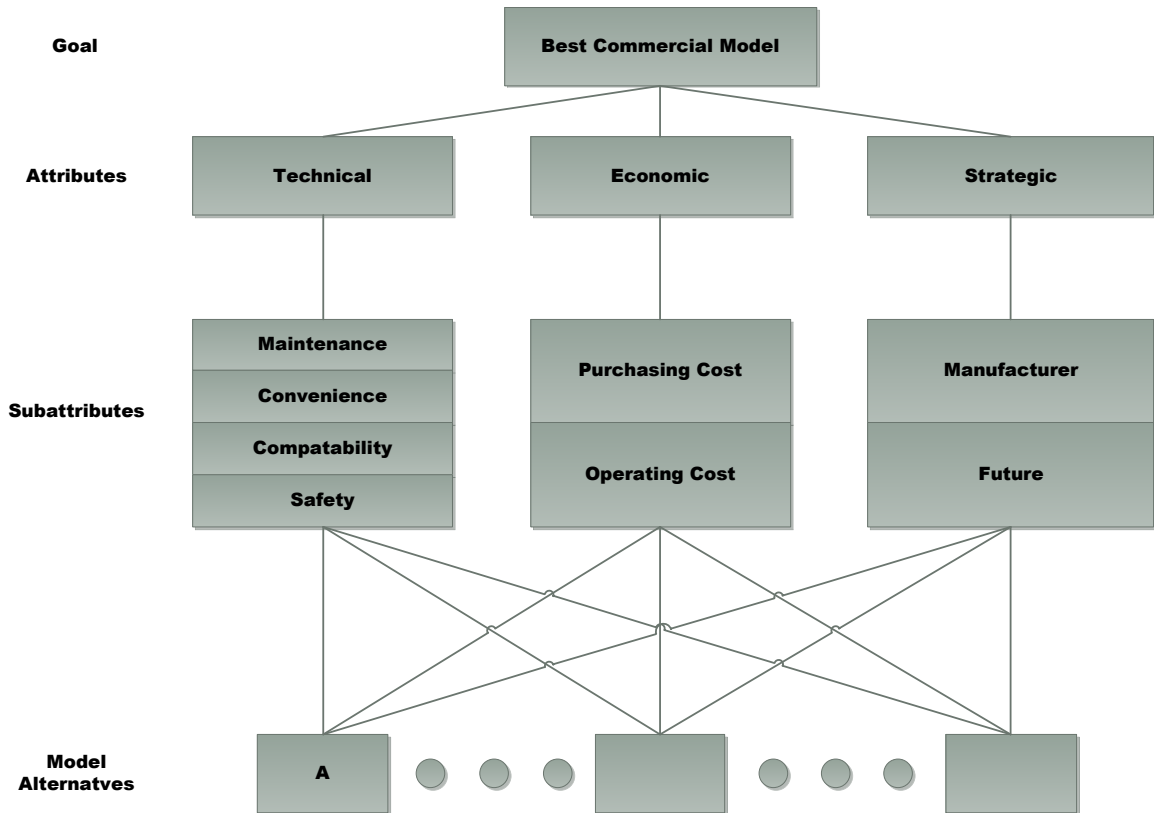 Goal
Best Commercial Model
Attributes
Technical
Economic
Strategic
Subattributes
Maintenance
Convenience
Compatability
Safety
Purchasing Cost
Operating Cost
Manufacturer
Future
Model
Alternatves
A